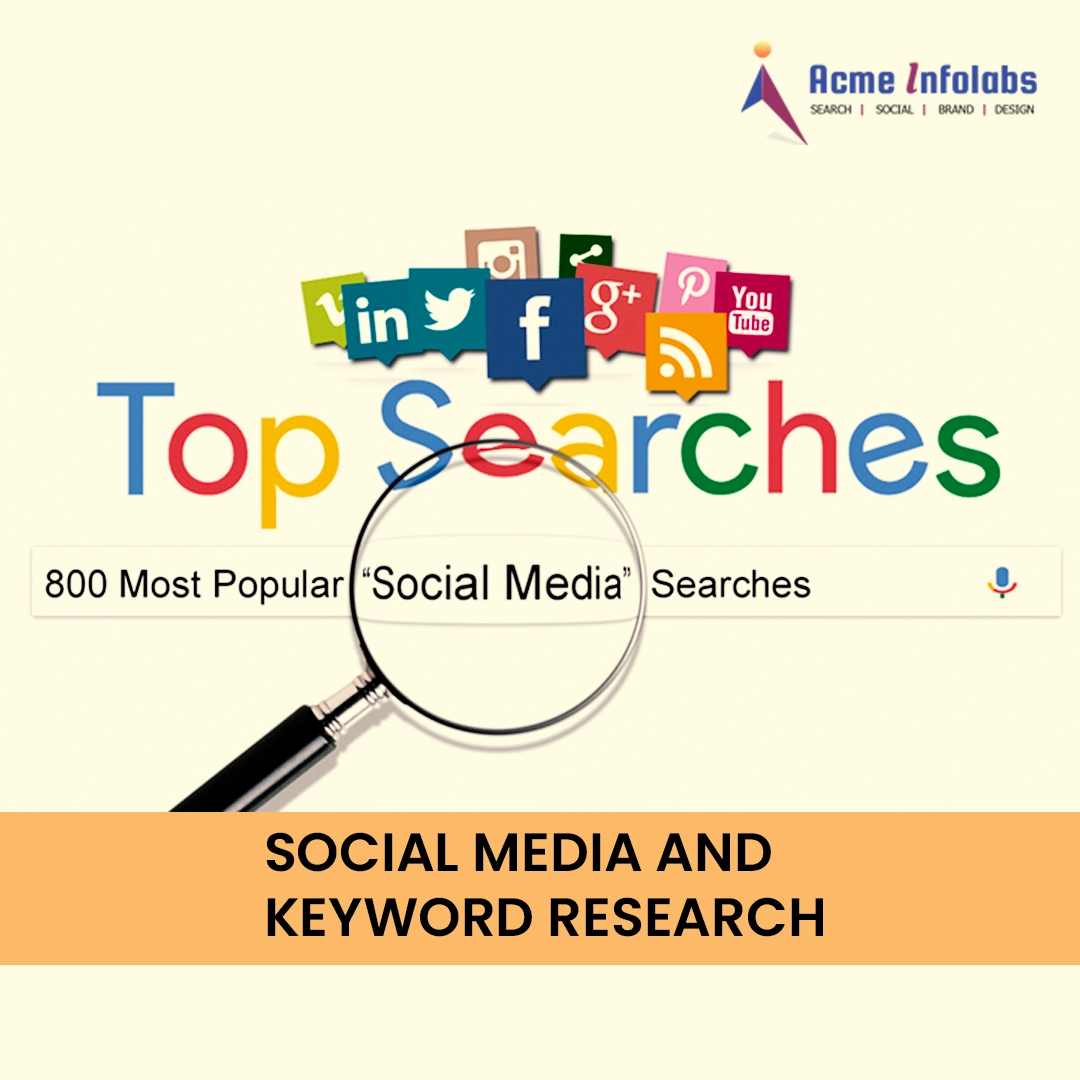 Acme Infolabs
SEARCH | SOCIAL | BRAND | DESIGN
in
f
g+
You
Tube
Top Searches
800 Most Popular “Social Media” Searches
SOCIAL MEDIA AND
KEYWORD RESEARCH